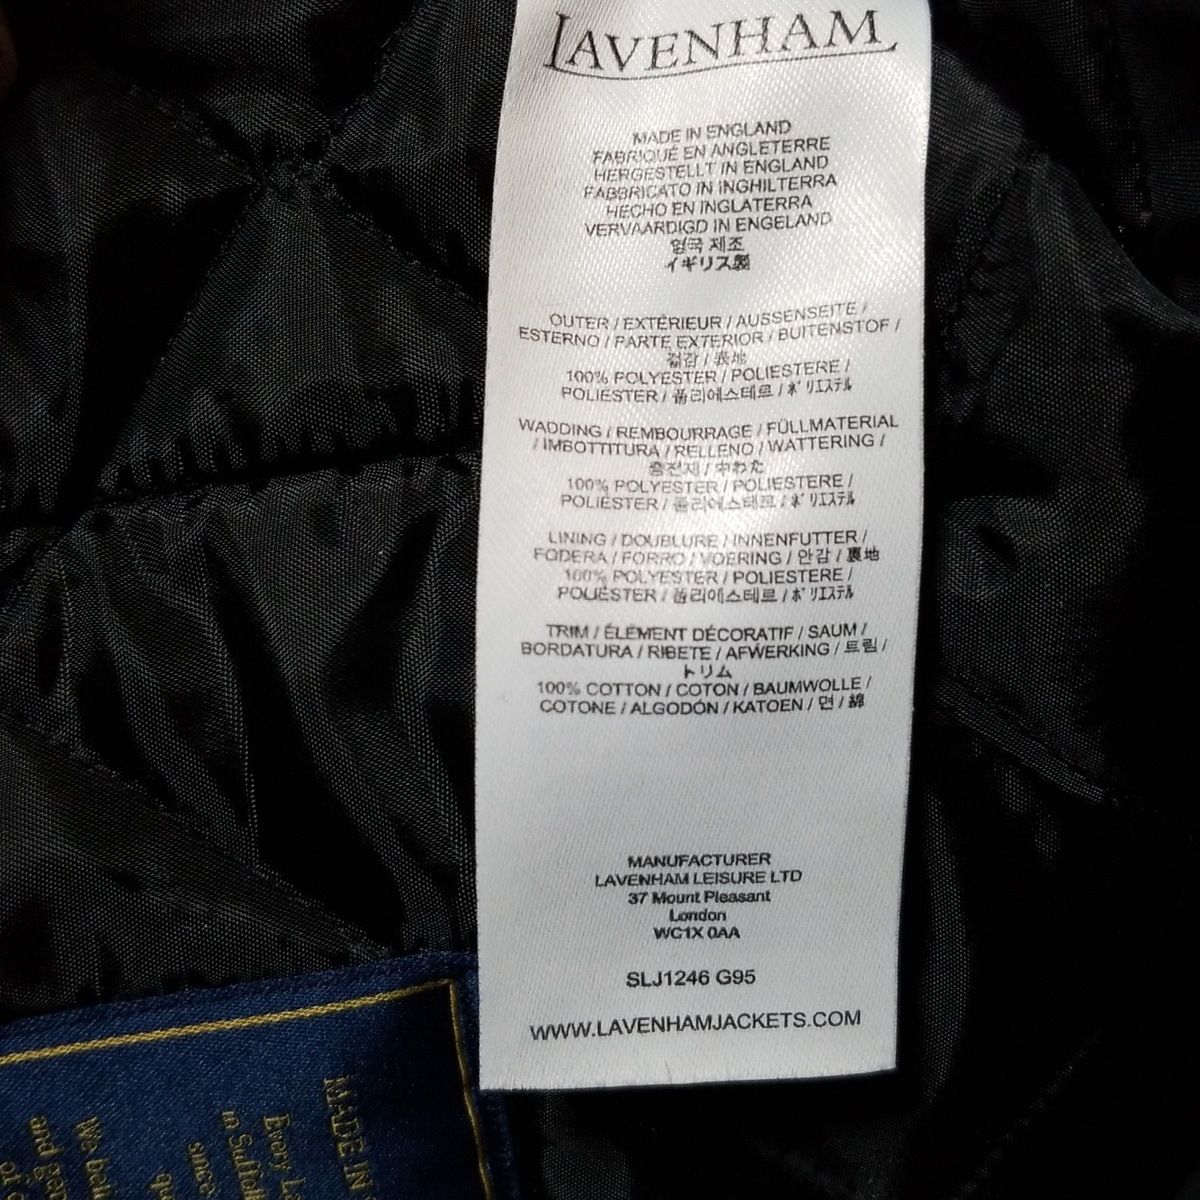 LAVENHAM
MADE IN ENGLAND
FABRIQUÉ EN ANGLETERRE
HERGESTELLT IN ENGLAND
FABBRICATO IN INGHILTERRA
HECHO EN INGLATERRA
VERVAARDIGD IN ENGELAND
영국 제조
イギリス製
OUTER / EXTÉRIEUR / AUSSENSEITE /
ESTERNO / PARTE EXTERIOR / BUITENSTOF /
겉감 / 表地
100% POLYESTER / POLIESTERE /
POLIÉSTER / 폴리에스테르 / ポリエステル
WADDING / REMBOURRAGE / FÜLLMATERIAL
/ IMBOTTITURA / RELLENO / WATTERING /
충전재 / 中わた
100% POLYESTER / POLIESTERE /
POLIÉSTER / 폴리에스테르 / ポリエステル
LINING / DOUBLURE / INNENFUTTER /
FODERA / FORRO / VOERING / 안감 / 裏地
100% POLYESTER / POLIESTERE /
POLIÉSTER / 폴리에스테르 / ポリエステル
TRIM / ÉLÉMENT DÉCORATIF / SAUM /
BORDATURA / RIBETE / AFWERKING / 트림 /
トリム
100% COTTON / COTON / BAUMWOLLE /
COTONE / ALGODÓN / KATOEN / 면 / 綿
MANUFACTURER
LAVENHAM LEISURE LTD
37 Mount Pleasant
London
WC1X 0AA
SLJ1246 G95
WWW.LAVENHAMJACKETS.COM
MADE IN
Every
in
since
We
and